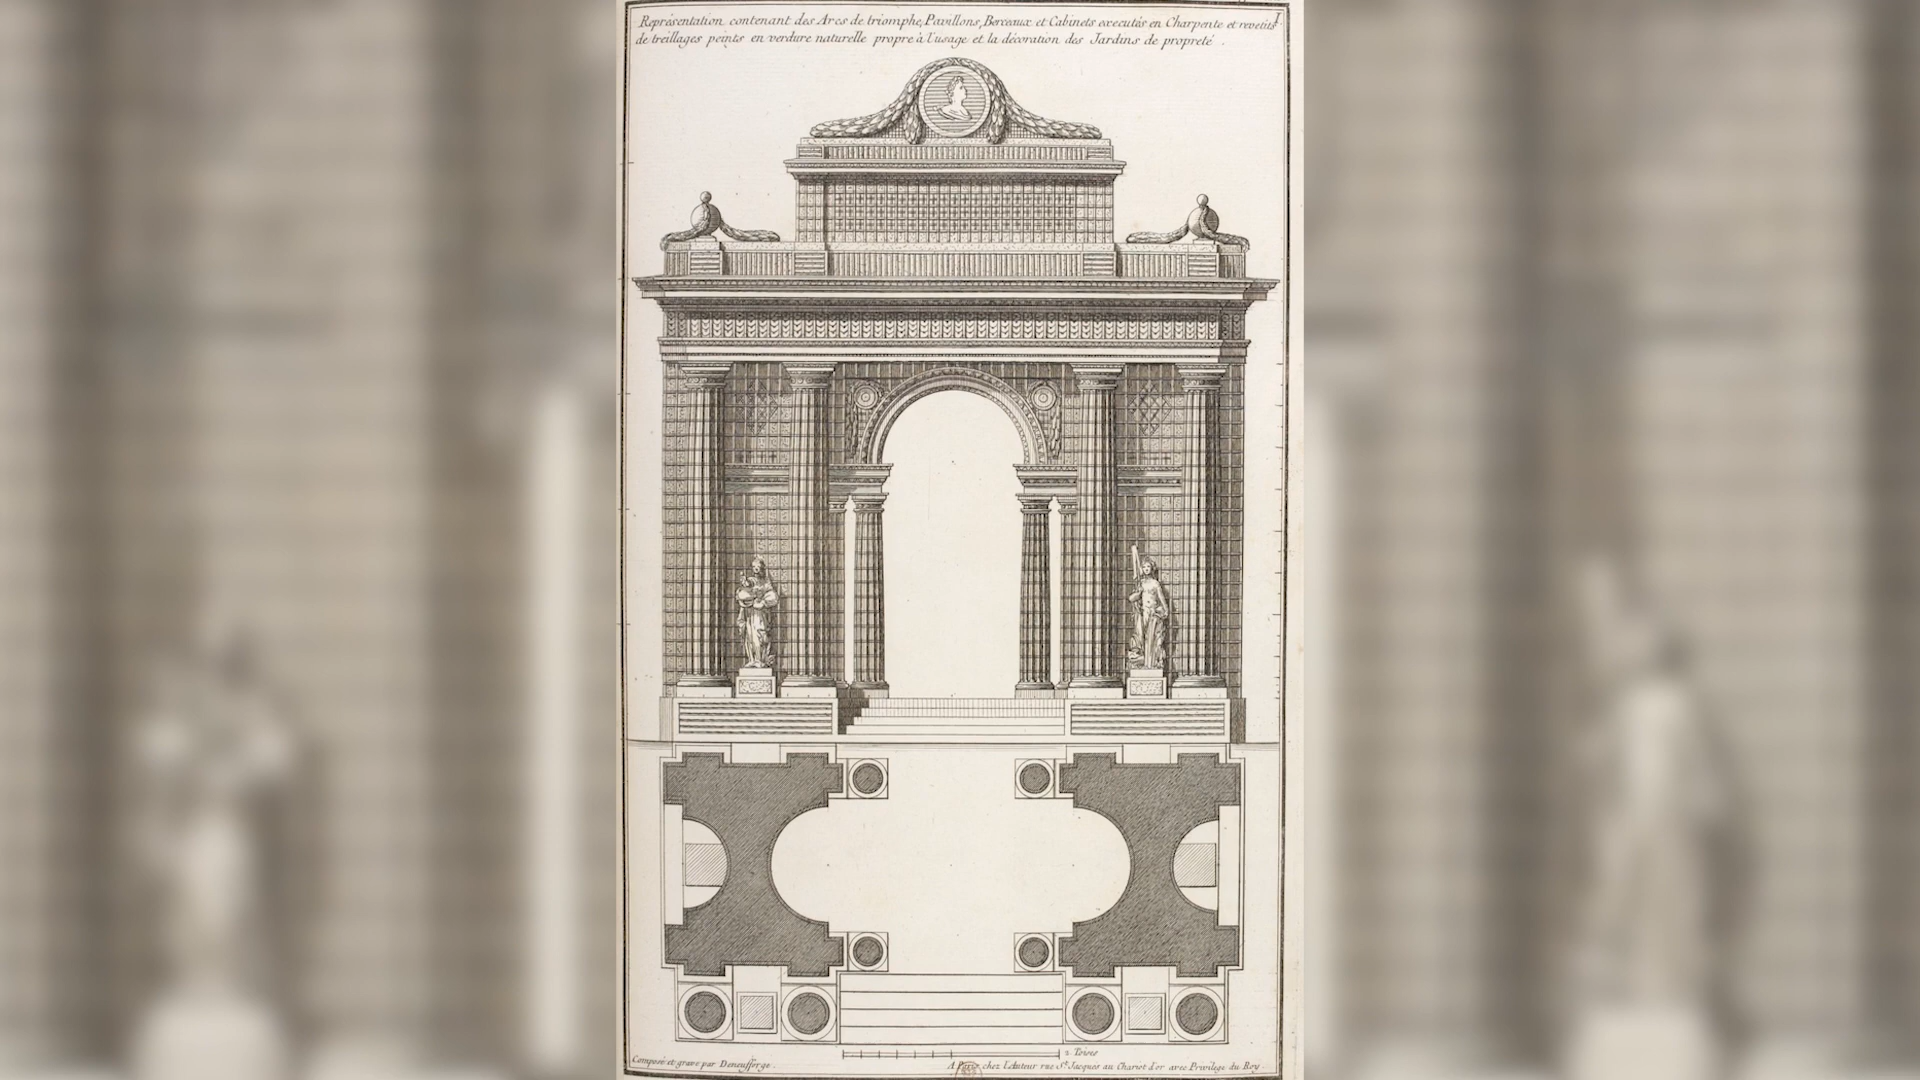 Représentation contenant des Arcs de triomphe, Pavillons, Berceaux et Cabinets executés en Charpente et revetits I.
de treillages peints en verdure naturelle propre à l'usage et la décoration des Jardins de propreté .
2. Toises
Composé et gravé par Deneufforge .
A Paris chez l'Auteur rue St. Jacques au Chariot d'or avec Privilege du Roy .